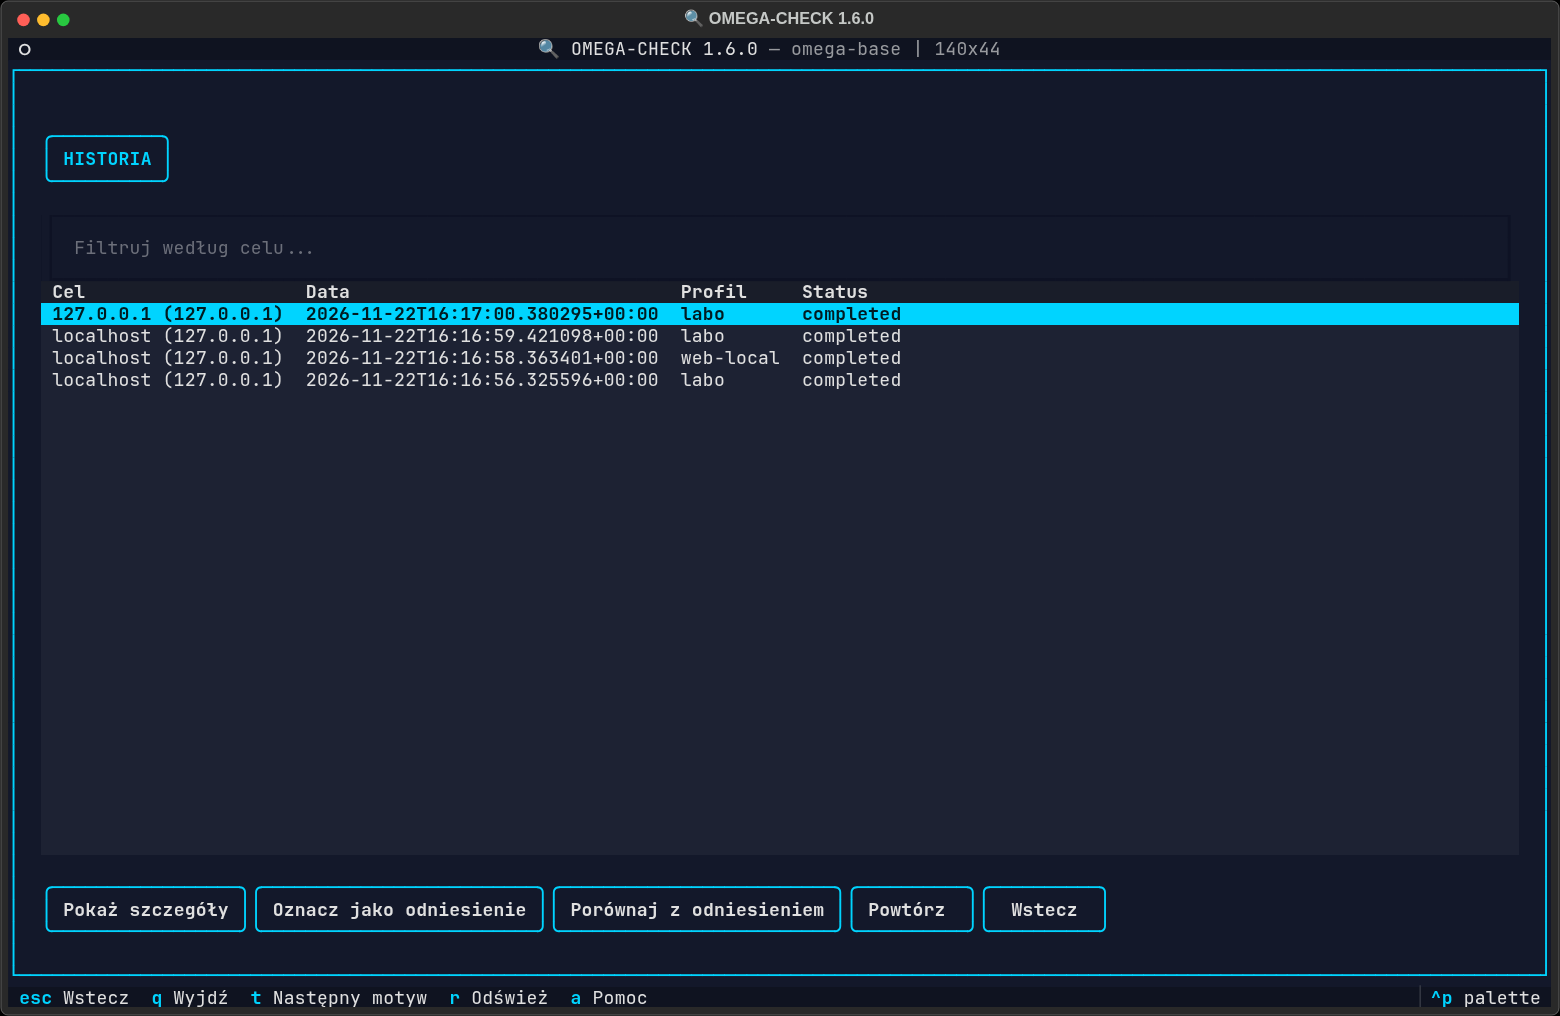 🔍 OMEGA-CHECK 1.6.0
🔍 OMEGA-CHECK 1.6.0 — omega-base | 140x44
HISTORIA
Filtruj według celu...
Cel Data Profil Status
127.0.0.1 (127.0.0.1) 2026-11-22T16:17:00.380295+00:00 labo completed
localhost (127.0.0.1) 2026-11-22T16:16:59.421098+00:00 labo completed
localhost (127.0.0.1) 2026-11-22T16:16:58.363401+00:00 web-local completed
localhost (127.0.0.1) 2026-11-22T16:16:56.325596+00:00 labo completed
Pokaż szczegóły Oznacz jako odniesienie Porównaj z odniesieniem Powtórz Wstecz
esc Wstecz q Wyjdź t Następny motyw r Odśwież a Pomoc ^p palette